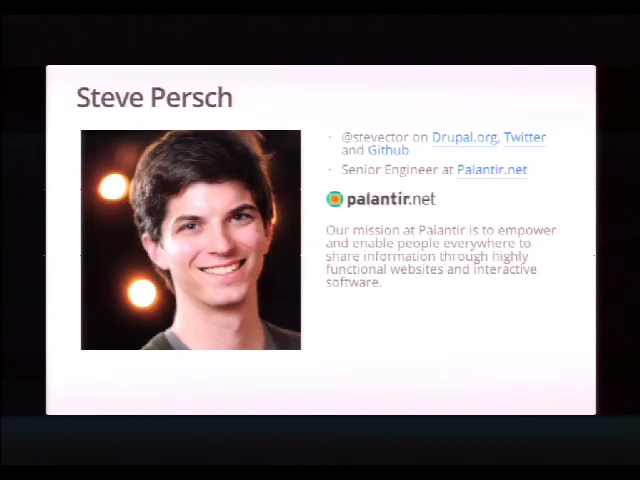 Steve Persch
· @stevector on Drupal.org, Twitter
and Github
· Senior Engineer at Palantir.net
palantir.net
Our mission at Palantir is to empower
and enable people everywhere to
share information through highly
functional websites and interactive
software.